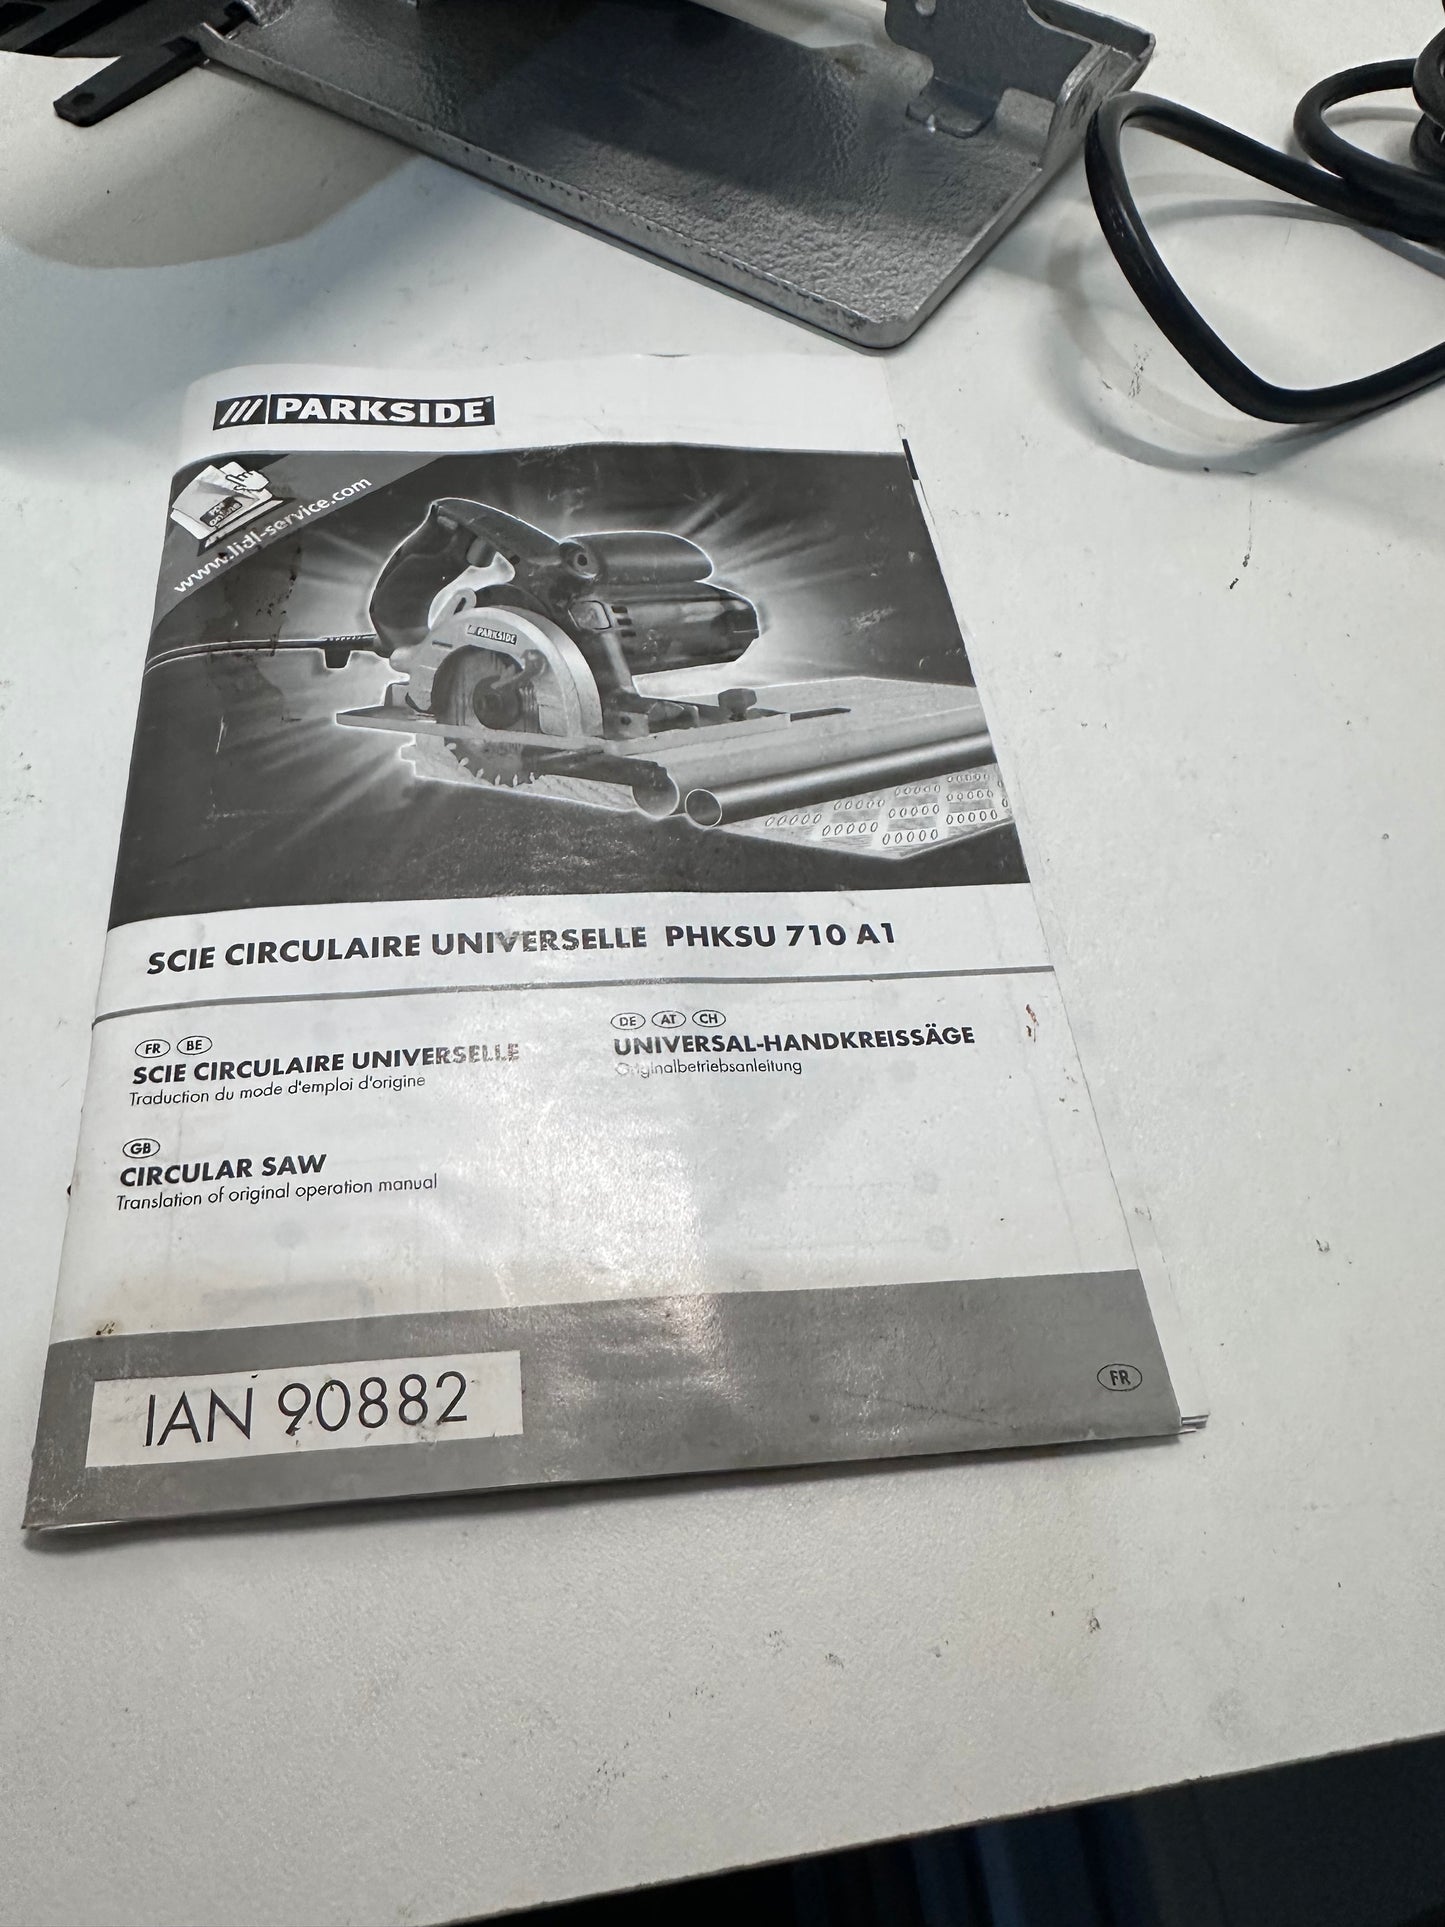 /// PARKSIDE
PDF
online
www.lidl-service.com
PARKSIDE
SCIE CIRCULAIRE UNIVERSELLE PHKSU 710 A1
FR BE
SCIE CIRCULAIRE UNIVERSELLE
Traduction du mode d'emploi d'origine
DE AT CH
UNIVERSAL-HANDKREISSÄGE
Originalbetriebsanleitung
GB
CIRCULAR SAW
Translation of original operation manual
IAN 90882
FR